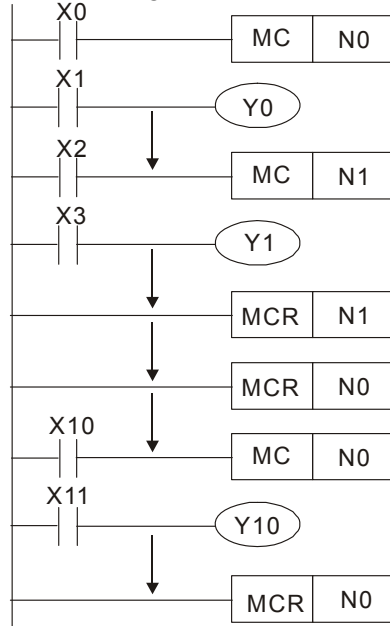 X0
MC N0
X1
Y0
X2
MC N1
X3
Y1
MCR N1
MCR N0
X10
MC N0
X11
Y10
MCR N0